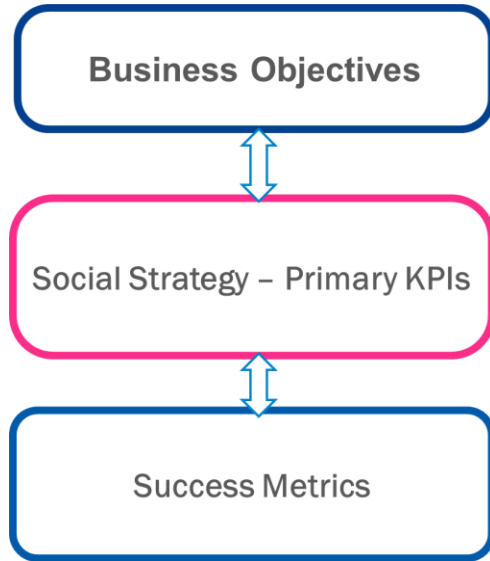 Business Objectives
Social Strategy – Primary KPIs
Success Metrics